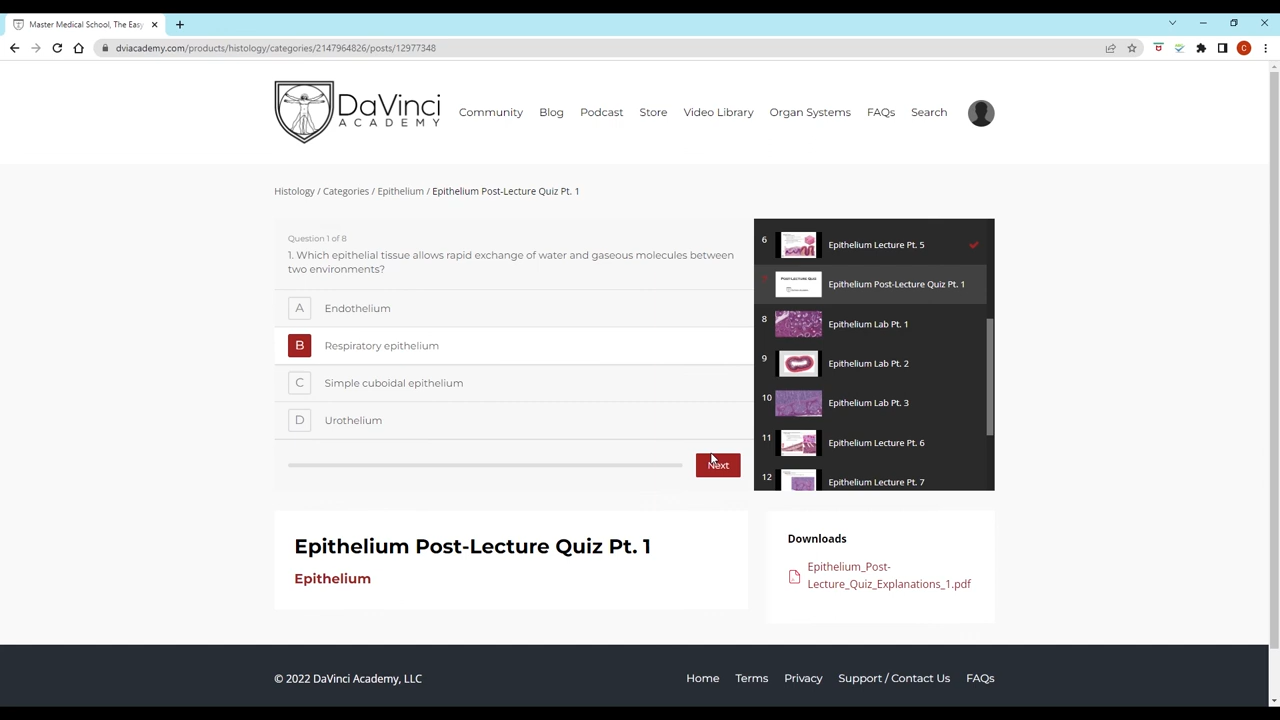 Master Medical School, The Easy
dviacademy.com/products/histology/categories/2147964826/posts/12977348
C
DaVinci
ACADEMY
Community Blog Podcast Store Video Library Organ Systems FAQs Search
Histology / Categories / Epithelium / Epithelium Post-Lecture Quiz Pt. 1
Question 1 of 8
1. Which epithelial tissue allows rapid exchange of water and gaseous molecules between
two environments?
A Endothelium
B Respiratory epithelium
C Simple cuboidal epithelium
D Urothelium
Next
6 Epithelium Lecture Pt. 5
Epithelium Post-Lecture Quiz Pt. 1
8 Epithelium Lab Pt. 1
9 Epithelium Lab Pt. 2
10 Epithelium Lab Pt. 3
11 Epithelium Lecture Pt. 6
12 Epithelium Lecture Pt. 7
Epithelium Post-Lecture Quiz Pt. 1
Epithelium
Downloads
Epithelium_Post-
Lecture_Quiz_Explanations_1.pdf
© 2022 DaVinci Academy, LLC
Home Terms Privacy Support / Contact Us FAQs